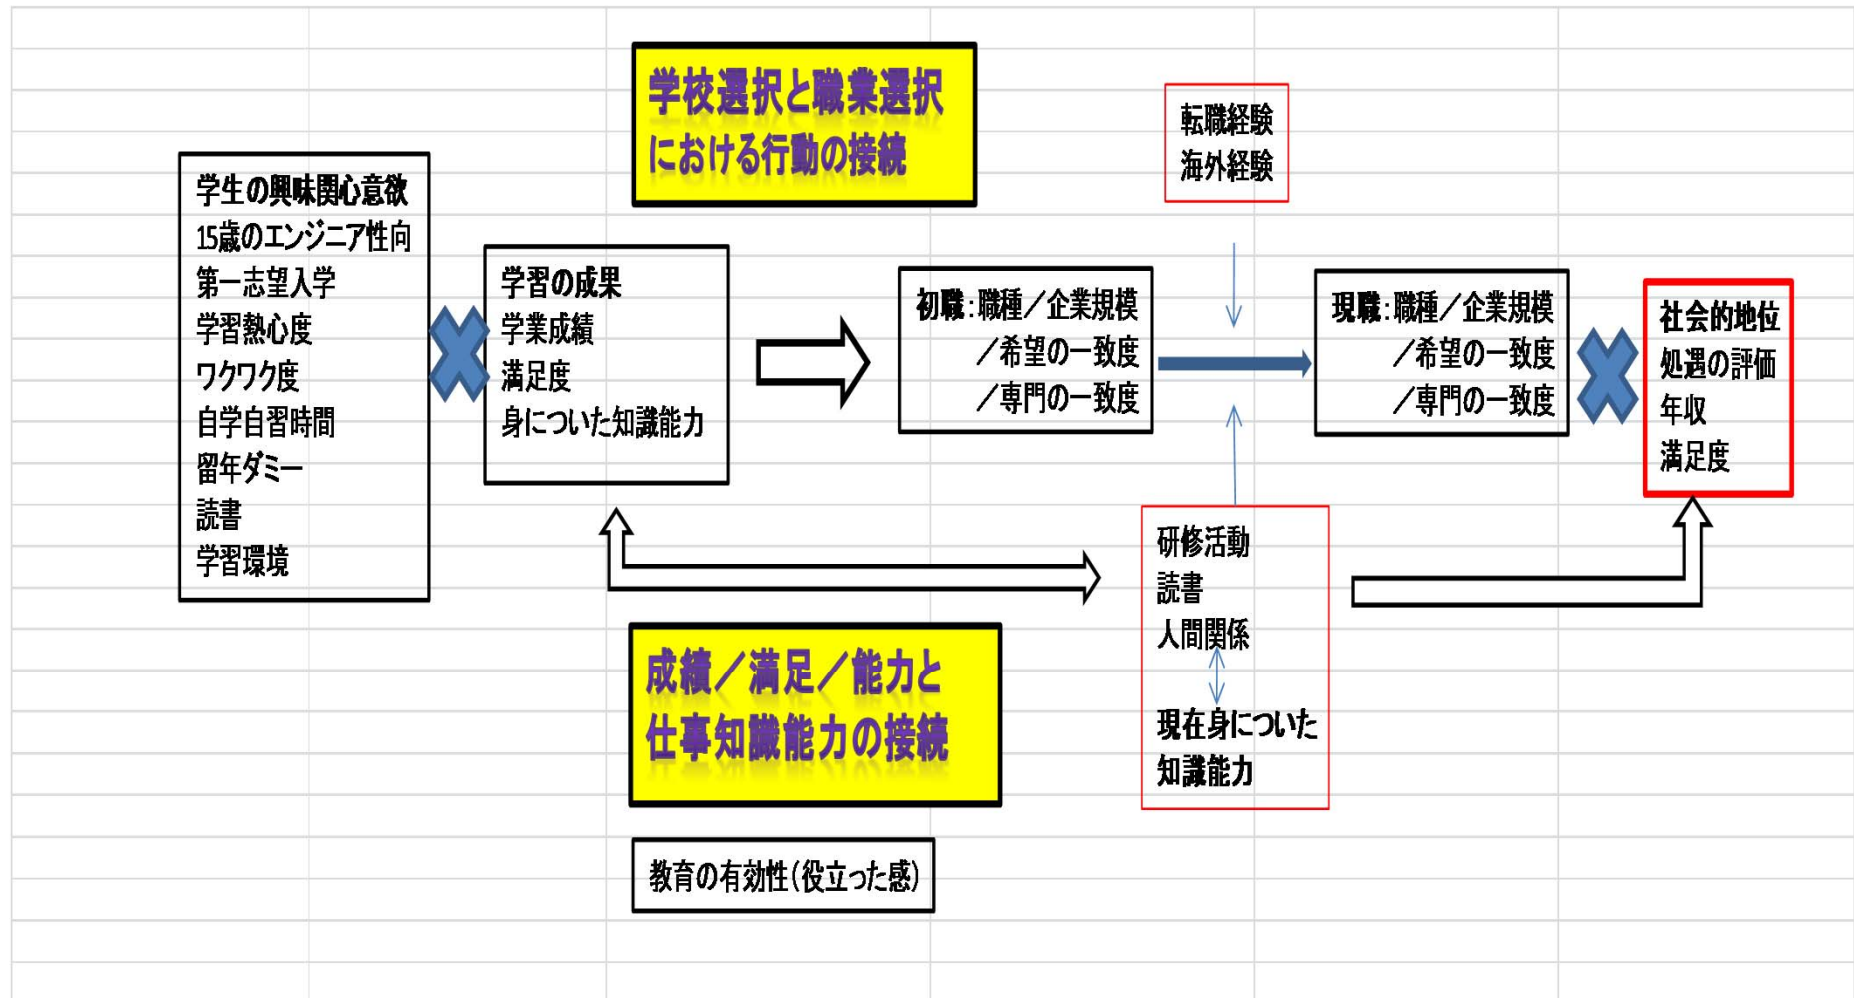 学校選択と職業選択
における行動の接続
転職経験
海外経験
学生の興味関心意欲
15歳のエンジニア性向
第一志望入学
学習熱心度
ワクワク度
自学自習時間
留年ダミー
読書
学習環境
学習の成果
学業成績
満足度
身についた知識能力
初職:職種/企業規模
/希望の一致度
/専門の一致度
現職:職種/企業規模
/希望の一致度
/専門の一致度
社会的地位
処遇の評価
年収
満足度
研修活動
読書
人間関係
現在身についた
知識能力
成績/満足/能力と
仕事知識能力の接続
教育の有効性(役立った感)